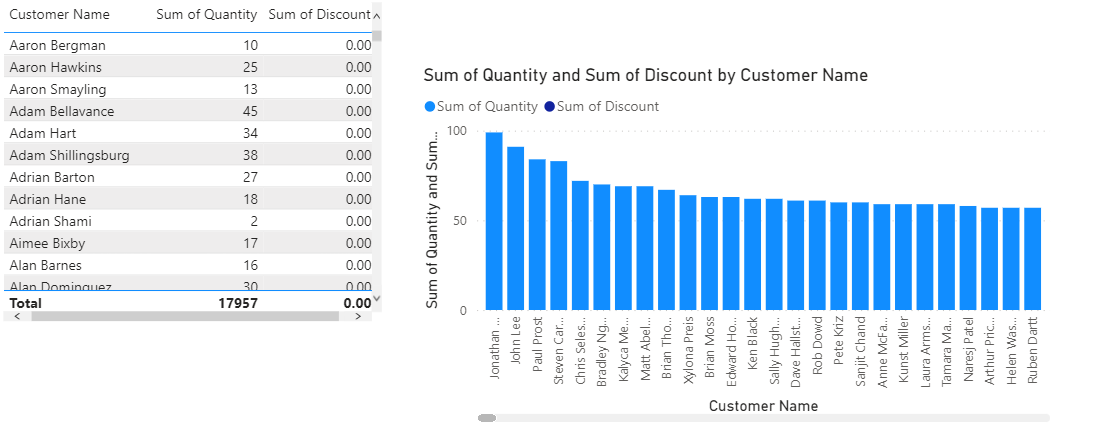 Customer Name Sum of Quantity Sum of Discount
Aaron Bergman 10 0.00
Aaron Hawkins 25 0.00
Aaron Smayling 13 0.00
Adam Bellavance 45 0.00
Adam Hart 34 0.00
Adam Shillingsburg 38 0.00
Adrian Barton 27 0.00
Adrian Hane 18 0.00
Adrian Shami 2 0.00
Aimee Bixby 17 0.00
Alan Barnes 16 0.00
Alan Dominguez 30 0.00
Total 17957 0.00
Sum of Quantity and Sum of Discount by Customer Name
Sum of Quantity Sum of Discount
Sum of Quantity and Sum...
100
50
0
Jonathan ...
John Lee
Paul Prost
Steven Car...
Chris Seles...
Bradley Ng...
Kalyca Me...
Matt Abel...
Brian Tho...
Xylona Preis
Brian Moss
Edward Ho...
Ken Black
Sally Hugh...
Dave Hallst...
Rob Dowd
Pete Kriz
Sanjit Chand
Anne McFa...
Kunst Miller
Laura Arms...
Tamara Ma...
Naresj Patel
Arthur Pric...
Helen Was...
Ruben Dartt
Customer Name